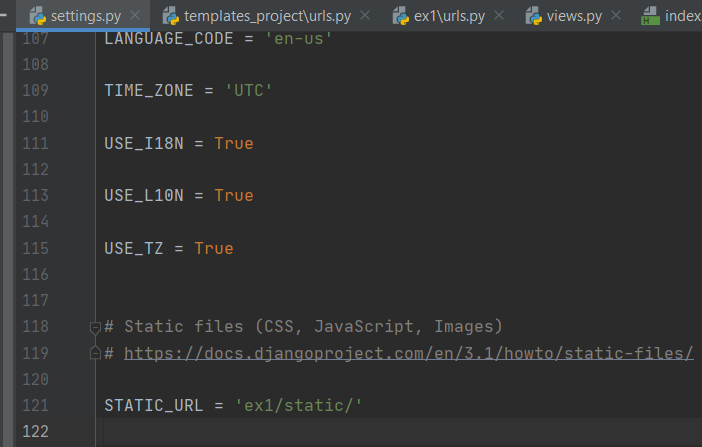 settings.py templates_project\urls.py ex1\urls.py views.py index
107 LANGUAGE_CODE = 'en-us'
108
109 TIME_ZONE = 'UTC'
110
111 USE_I18N = True
112
113 USE_L10N = True
114
115 USE_TZ = True
116
117
118 # Static files (CSS, JavaScript, Images)
119 # https://docs.djangoproject.com/en/3.1/howto/static-files/
120
121 STATIC_URL = 'ex1/static/'
122